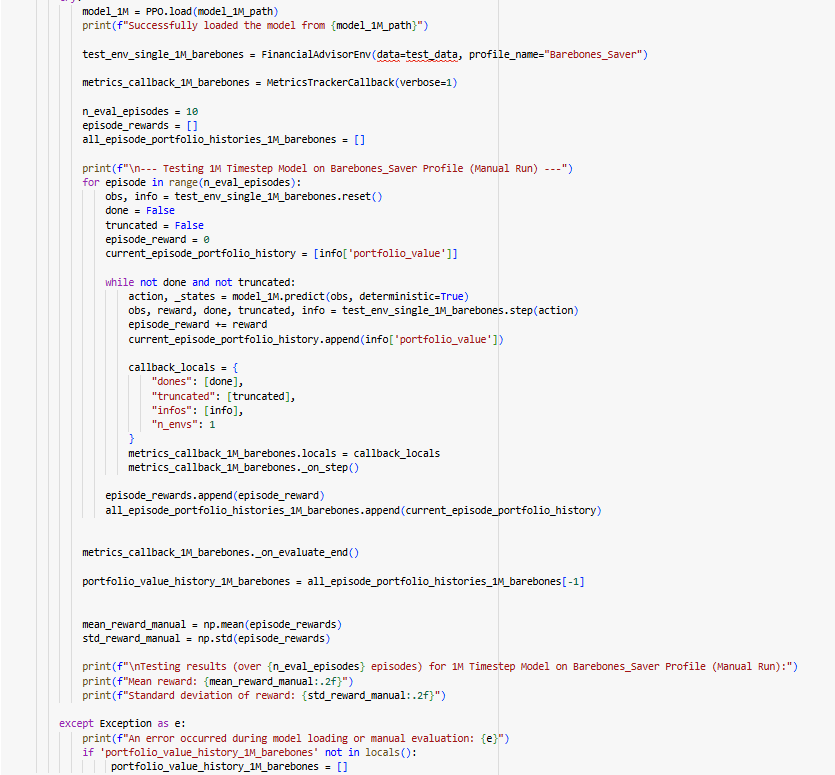 try:
model_1M = PPO.load(model_1M_path)
print(f"Successfully loaded the model from {model_1M_path}")
test_env_single_1M_barebones = FinancialAdvisorEnv(data=test_data, profile_name="Barebones_Saver")
metrics_callback_1M_barebones = MetricsTrackerCallback(verbose=1)
n_eval_episodes = 10
episode_rewards = []
all_episode_portfolio_histories_1M_barebones = []
print(f"\n--- Testing 1M Timestep Model on Barebones_Saver Profile (Manual Run) ---")
for episode in range(n_eval_episodes):
obs, info = test_env_single_1M_barebones.reset()
done = False
truncated = False
episode_reward = 0
current_episode_portfolio_history = [info['portfolio_value']]
while not done and not truncated:
action, _states = model_1M.predict(obs, deterministic=True)
obs, reward, done, truncated, info = test_env_single_1M_barebones.step(action)
episode_reward += reward
current_episode_portfolio_history.append(info['portfolio_value'])
callback_locals = {
"dones": [done],
"truncated": [truncated],
"infos": [info],
"n_envs": 1
}
metrics_callback_1M_barebones.locals = callback_locals
metrics_callback_1M_barebones._on_step()
episode_rewards.append(episode_reward)
all_episode_portfolio_histories_1M_barebones.append(current_episode_portfolio_history)
metrics_callback_1M_barebones._on_evaluate_end()
portfolio_value_history_1M_barebones = all_episode_portfolio_histories_1M_barebones[-1]
mean_reward_manual = np.mean(episode_rewards)
std_reward_manual = np.std(episode_rewards)
print(f"\nTesting results (over {n_eval_episodes} episodes) for 1M Timestep Model on Barebones_Saver Profile (Manual Run):")
print(f"Mean reward: {mean_reward_manual:.2f}")
print(f"Standard deviation of reward: {std_reward_manual:.2f}")
except Exception as e:
print(f"An error occurred during model loading or manual evaluation: {e}")
if 'portfolio_value_history_1M_barebones' not in locals():
portfolio_value_history_1M_barebones = []